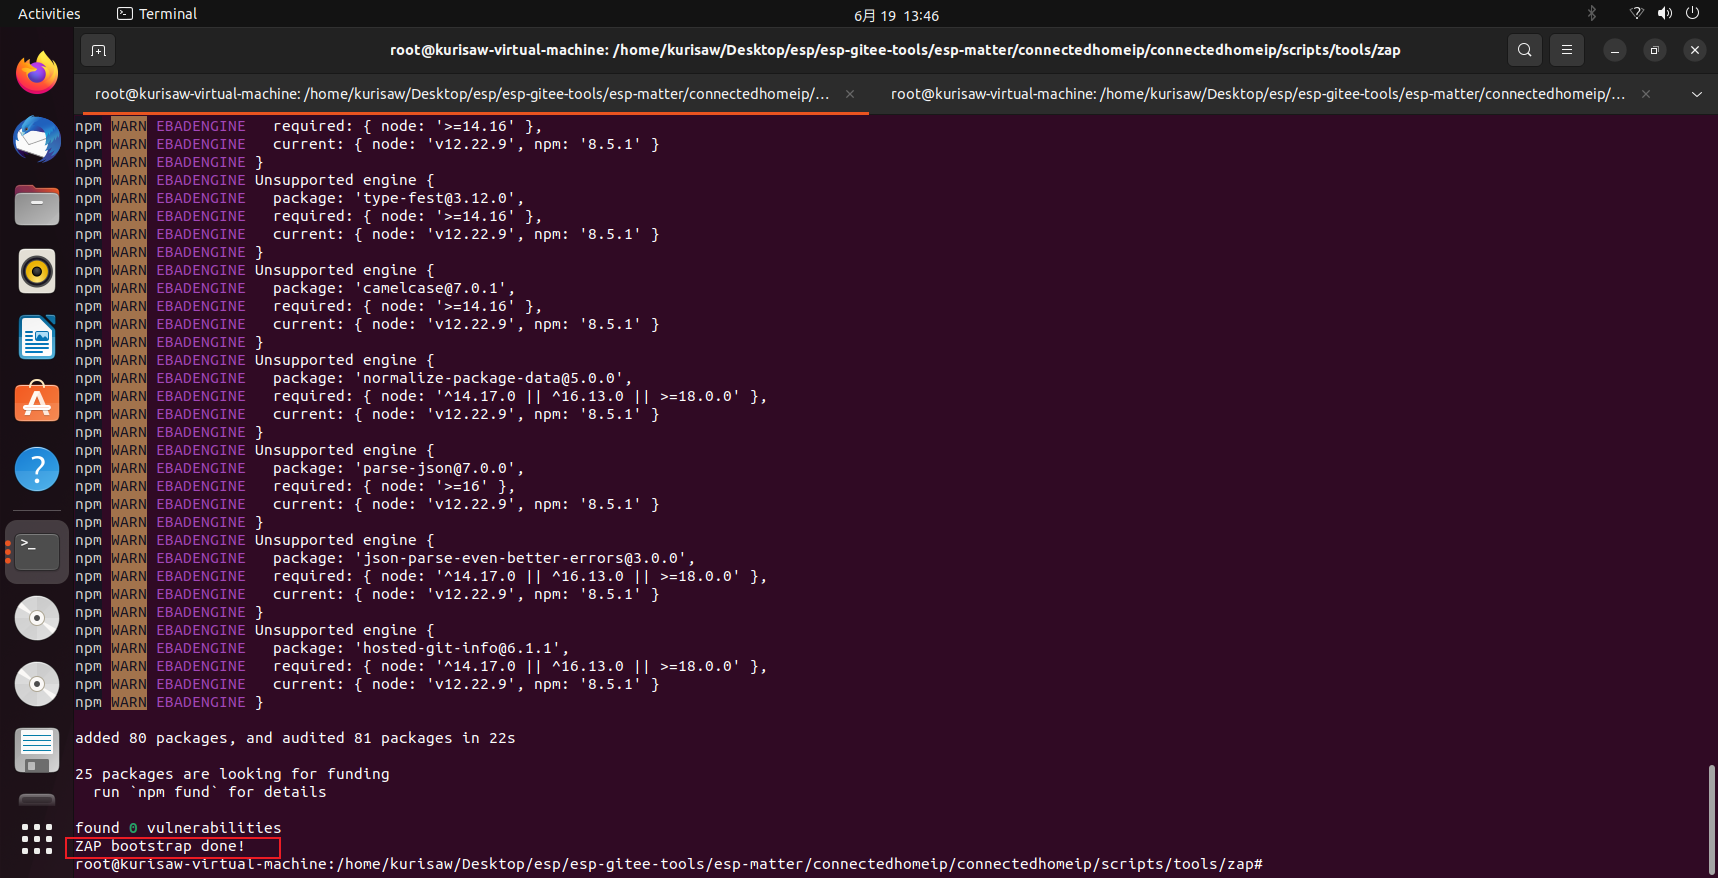 Activities
Terminal
6月 19 13:46
root@kurisaw-virtual-machine: /home/kurisaw/Desktop/esp/esp-gitee-tools/esp-matter/connectedhomeip/connectedhomeip/scripts/tools/zap
root@kurisaw-virtual-machine: /home/kurisaw/Desktop/esp/esp-gitee-tools/esp-matter/connectedhomeip/...
root@kurisaw-virtual-machine: /home/kurisaw/Desktop/esp/esp-gitee-tools/esp-matter/connectedhomeip/...
npm WARN EBADENGINE   required: { node: '>=14.16' },
npm WARN EBADENGINE   current: { node: 'v12.22.9', npm: '8.5.1' }
npm WARN EBADENGINE }
npm WARN EBADENGINE Unsupported engine {
npm WARN EBADENGINE   package: 'type-fest@3.12.0',
npm WARN EBADENGINE   required: { node: '>=14.16' },
npm WARN EBADENGINE   current: { node: 'v12.22.9', npm: '8.5.1' }
npm WARN EBADENGINE }
npm WARN EBADENGINE Unsupported engine {
npm WARN EBADENGINE   package: 'camelcase@7.0.1',
npm WARN EBADENGINE   required: { node: '>=14.16' },
npm WARN EBADENGINE   current: { node: 'v12.22.9', npm: '8.5.1' }
npm WARN EBADENGINE }
npm WARN EBADENGINE Unsupported engine {
npm WARN EBADENGINE   package: 'normalize-package-data@5.0.0',
npm WARN EBADENGINE   required: { node: '^14.17.0 || ^16.13.0 || >=18.0.0' },
npm WARN EBADENGINE   current: { node: 'v12.22.9', npm: '8.5.1' }
npm WARN EBADENGINE }
npm WARN EBADENGINE Unsupported engine {
npm WARN EBADENGINE   package: 'parse-json@7.0.0',
npm WARN EBADENGINE   required: { node: '>=16' },
npm WARN EBADENGINE   current: { node: 'v12.22.9', npm: '8.5.1' }
npm WARN EBADENGINE }
npm WARN EBADENGINE Unsupported engine {
npm WARN EBADENGINE   package: 'json-parse-even-better-errors@3.0.0',
npm WARN EBADENGINE   required: { node: '^14.17.0 || ^16.13.0 || >=18.0.0' },
npm WARN EBADENGINE   current: { node: 'v12.22.9', npm: '8.5.1' }
npm WARN EBADENGINE }
npm WARN EBADENGINE Unsupported engine {
npm WARN EBADENGINE   package: 'hosted-git-info@6.1.1',
npm WARN EBADENGINE   required: { node: '^14.17.0 || ^16.13.0 || >=18.0.0' },
npm WARN EBADENGINE   current: { node: 'v12.22.9', npm: '8.5.1' }
npm WARN EBADENGINE }
added 80 packages, and audited 81 packages in 22s
25 packages are looking for funding
  run `npm fund` for details
found 0 vulnerabilities
ZAP bootstrap done!
root@kurisaw-virtual-machine:/home/kurisaw/Desktop/esp/esp-gitee-tools/esp-matter/connectedhomeip/connectedhomeip/scripts/tools/zap#